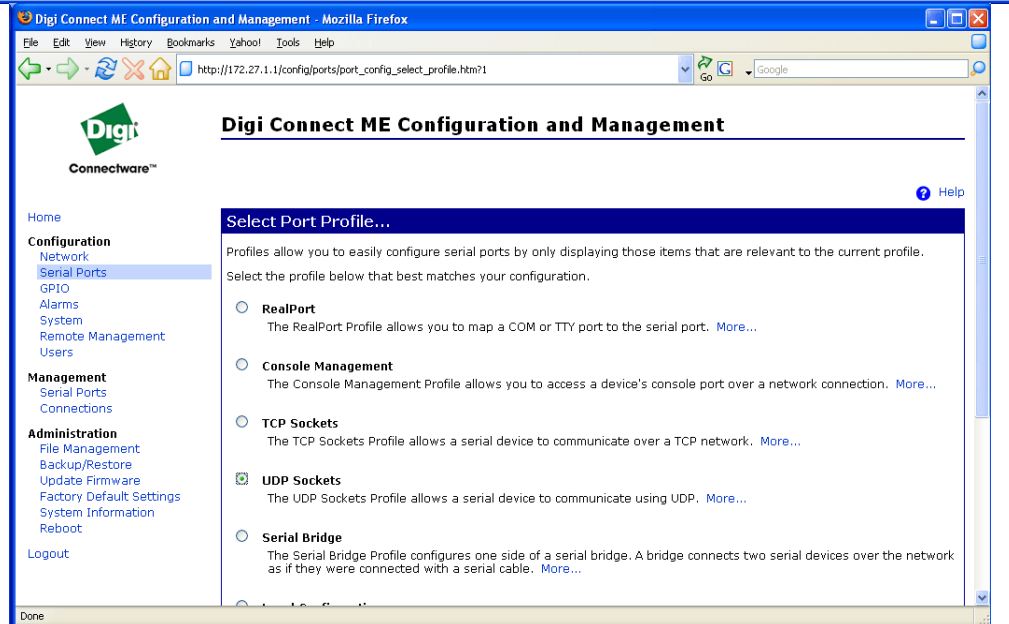 Digi Connect ME Configuration and Management - Mozilla Firefox
File Edit View History Bookmarks Yahoo! Tools Help
http://172.27.1.1/config/ports/port_config_select_profile.htm?1
Go
G
Google
Digi
Connectware™
Digi Connect ME Configuration and Management
? Help
Home
Configuration
Network
Serial Ports
GPIO
Alarms
System
Remote Management
Users
Management
Serial Ports
Connections
Administration
File Management
Backup/Restore
Update Firmware
Factory Default Settings
System Information
Reboot
Logout
Select Port Profile...
Profiles allow you to easily configure serial ports by only displaying those items that are relevant to the current profile.
Select the profile below that best matches your configuration.
RealPort
The RealPort Profile allows you to map a COM or TTY port to the serial port. More...
Console Management
The Console Management Profile allows you to access a device's console port over a network connection. More...
TCP Sockets
The TCP Sockets Profile allows a serial device to communicate over a TCP network. More...
UDP Sockets
The UDP Sockets Profile allows a serial device to communicate using UDP. More...
Serial Bridge
The Serial Bridge Profile configures one side of a serial bridge. A bridge connects two serial devices over the network
as if they were connected with a serial cable. More...
Done